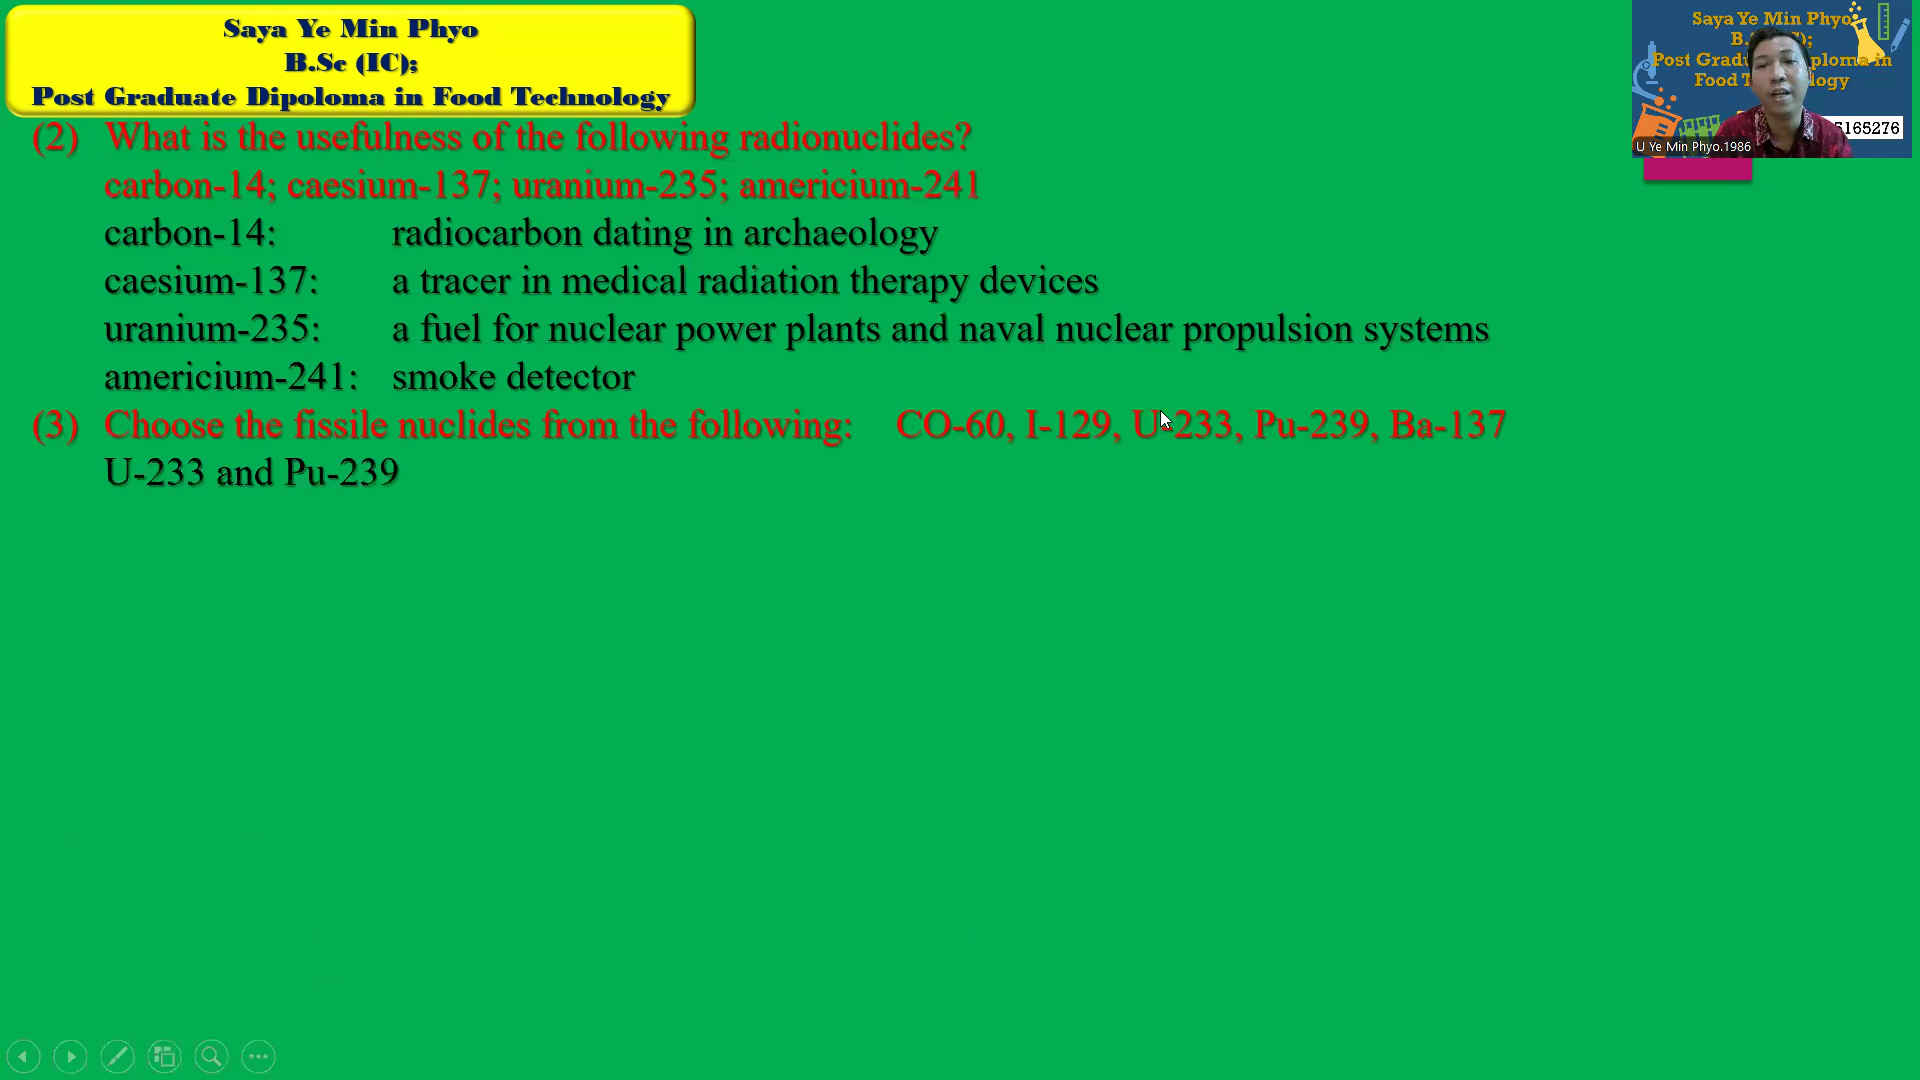 Saya Ye Min Phyo
B.Sc (IC);
Post Graduate Dipoloma in Food Technology
(2) What is the usefulness of the following radionuclides?
carbon-14; caesium-137; uranium-235; americium-241
carbon-14: radiocarbon dating in archaeology
caesium-137: a tracer in medical radiation therapy devices
uranium-235: a fuel for nuclear power plants and naval nuclear propulsion systems
americium-241: smoke detector
(3) Choose the fissile nuclides from the following: CO-60, I-129, U-233, Pu-239, Ba-137
U-233 and Pu-239
Saya Ye Min Phyo
Post in
Food
5165276
U Ye Min Phyo.1986